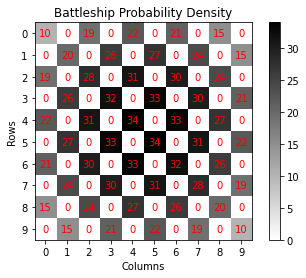 Battleship Probability Density
0 10 0 19 0 22 0 21 0 15 0
1 0 20 0 26 0 27 0 24 0 15
2 19 0 28 0 31 0 30 0 24 0
3 0 26 0 32 0 33 0 30 0 21
4 22 0 31 0 34 0 33 0 27 0
5 0 27 0 33 0 34 0 31 0 22
6 21 0 30 0 33 0 32 0 26 0
7 0 24 0 30 0 31 0 28 0 19
8 15 0 24 0 27 0 26 0 20 0
9 0 15 0 21 0 22 0 19 0 10
0 1 2 3 4 5 6 7 8 9
Columns
Rows
30
25
20
15
10
5
0